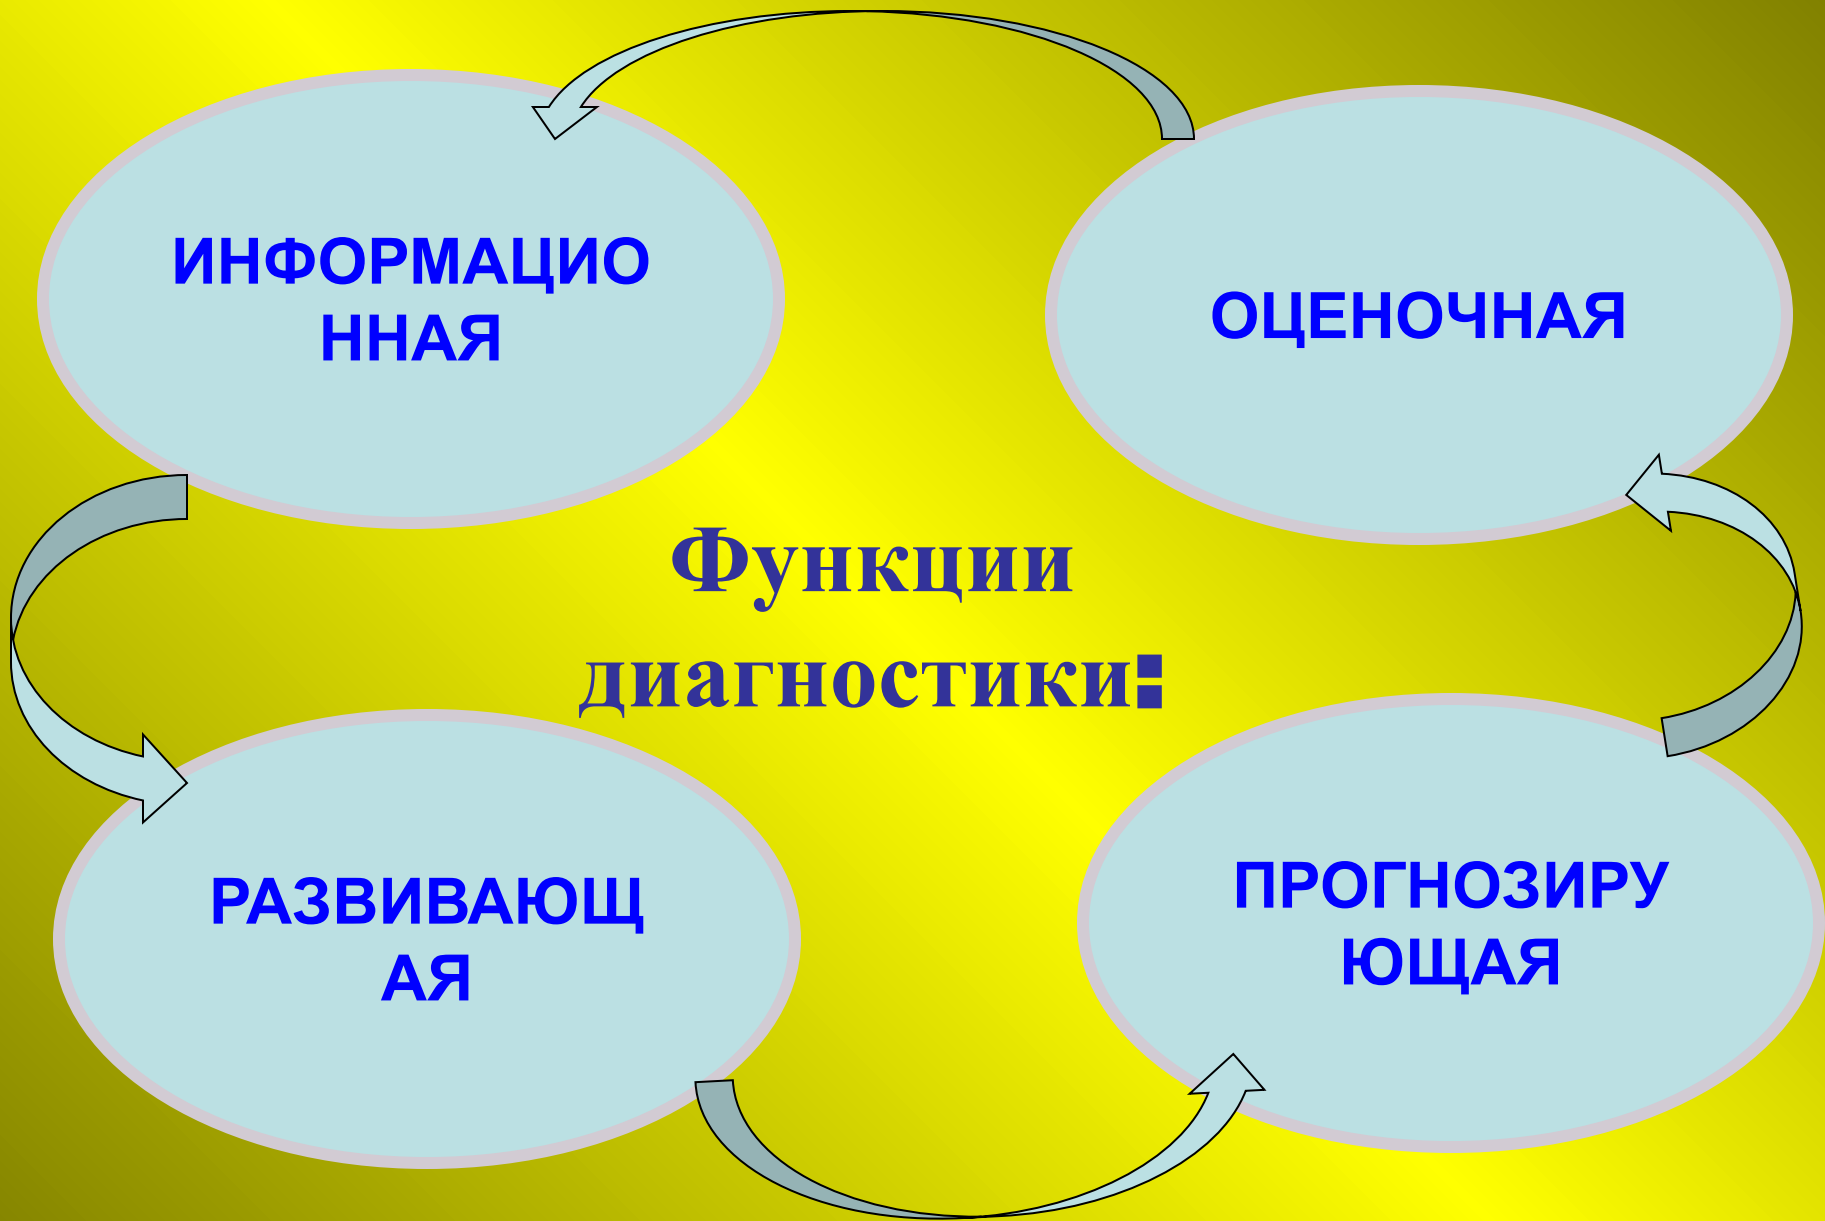 ИНФОРМАЦИО
ННАЯ
ОЦЕНОЧНАЯ
Функции
диагностики:
РАЗВИВАЮЩ
АЯ
ПРОГНОЗИРУ
ЮЩАЯ